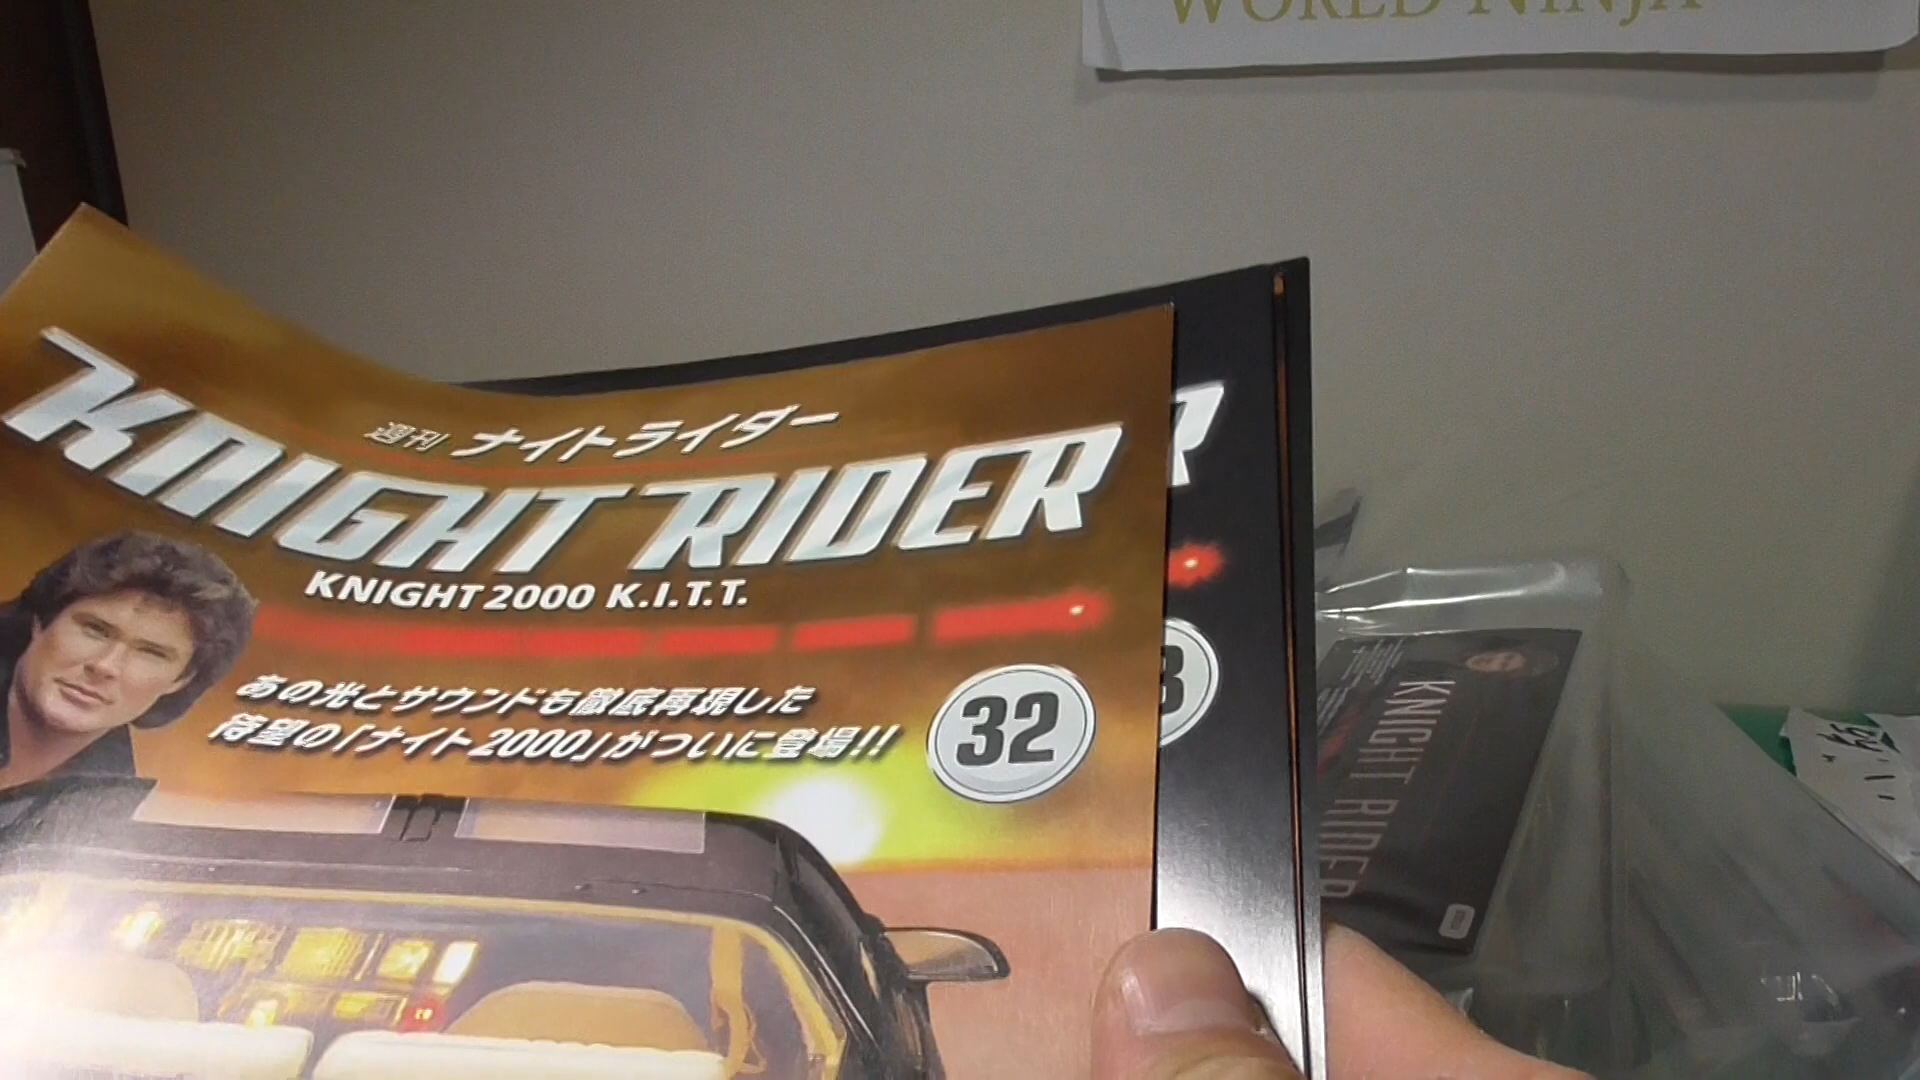 WORLD NINJA
週刊 ナイトライダー
KNIGHT RIDER
KNIGHT 2000 K.I.T.T.
あの光とサウンドも徹底再現した
待望の「ナイト2000」がついに登場!!
32
R
3
KNIGHT RIDER